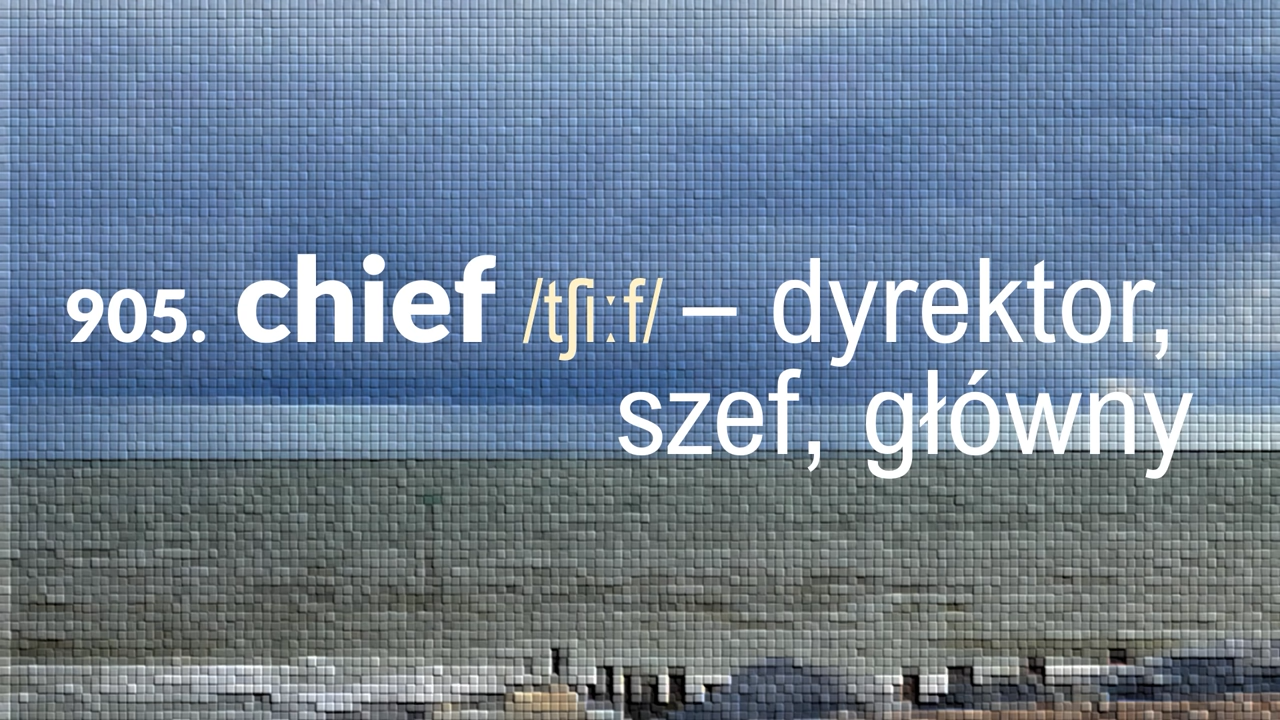 905. chief /tʃiːf/ – dyrektor,
szef, główny